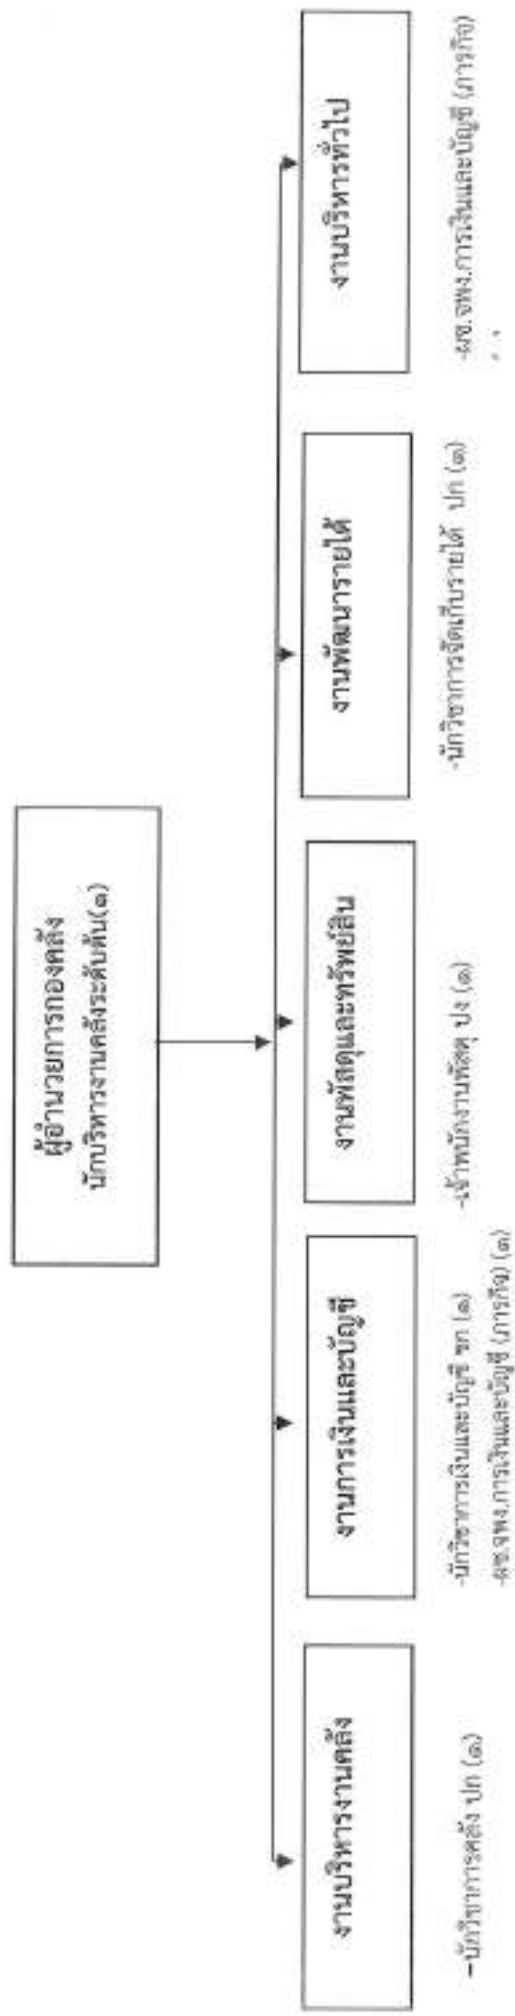 ผู้อำนวยการกองคลัง
นักบริหารงานคลังระดับต้น(๑)
งานบริหารงานคลัง
งานการเงินและบัญชี
งานพัสดุและทรัพย์สิน
งานพัฒนารายได้
งานบริหารทั่วไป
-นักวิชาการคลัง ปก (๑)
-นักวิชาการเงินและบัญชี ชก (๑)
-ผช.จพง.การเงินและบัญชี (ภารกิจ) (๑)
-เจ้าพนักงานพัสดุ ปง (๑)
-นักวิชาการจัดเก็บรายได้ ปก (๑)
-ผช.จพง.การเงินและบัญชี (ภารกิจ)